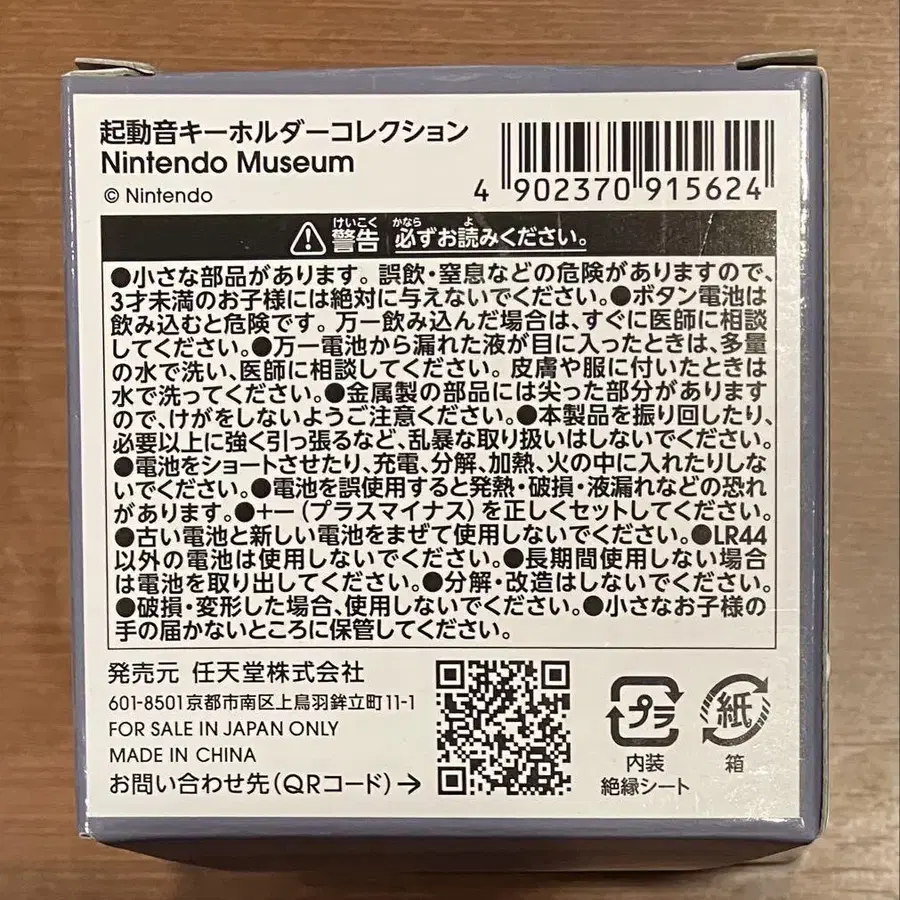 起動音キーホルダーコレクション
Nintendo Museum
© Nintendo
4 902370 915624
けいこく かなら よ
警告 必ずお読みください。
●小さな部品があります。誤飲・窒息などの危険がありますので、
3才未満のお子様には絶対に与えないでください。●ボタン電池は
飲み込むと危険です。万一飲み込んだ場合は、すぐに医師に相談
してください。●万一電池から漏れた液が目に入ったときは、多量
の水で洗い、医師に相談してください。皮膚や服に付いたときは
水で洗ってください。●金属製の部品には尖った部分があります
ので、けがをしないようご注意ください。●本製品を振り回したり、
必要以上に強く引っ張るなど、乱暴な取り扱いはしないでください。
●電池をショートさせたり、充電、分解、加熱、火の中に入れたりしな
いでください。●電池を誤使用すると発熱・破損・液漏れなどの恐れ
があります。●+ー(プラスマイナス)を正しくセットしてください。
●古い電池と新しい電池をまぜて使用しないでください。●LR44
以外の電池は使用しないでください。●長期間使用しない場合
は電池を取り出してください。●分解・改造はしないでください。
●破損・変形した場合、使用しないでください。●小さなお子様の
手の届かないところに保管してください。
発売元 任天堂株式会社
601-8501 京都市南区上鳥羽鉾立町11-1
FOR SALE IN JAPAN ONLY
MADE IN CHINA
お問い合わせ先(QRコード)→
プラ
内装
絶縁シート
紙
箱